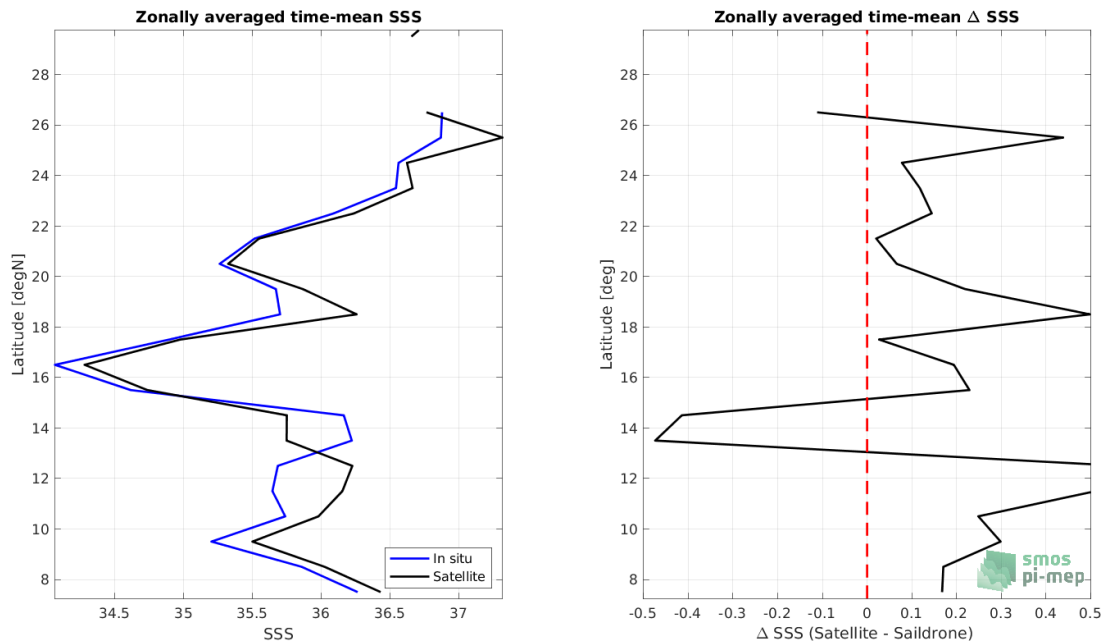 Zonally averaged time-mean SSS
28
26
24
22
20
18
16
14
12
10
8
Latitude [degN]
34.5 35 35.5 36 36.5 37
SSS
In situ
Satellite
Zonally averaged time-mean Δ SSS
28
26
24
22
20
18
16
14
12
10
8
Latitude [deg]
-0.5 -0.4 -0.3 -0.2 -0.1 0 0.1 0.2 0.3 0.4 0.5
Δ SSS (Satellite - Saildrone)
smos
pi-mep